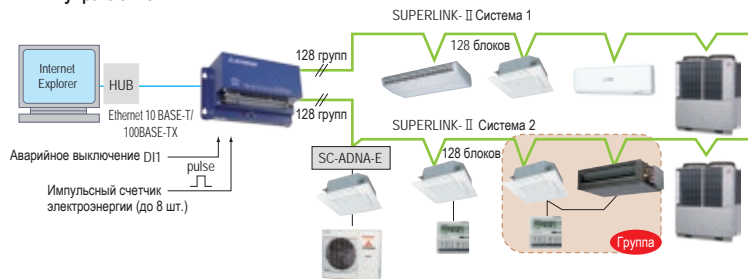 SUPERLINK- II Система 1
Internet
Explorer
HUB
128 групп
128 блоков
Ethernet 10 BASE-T/
100BASE-TX
128 групп
SUPERLINK- II Система 2
Аварийное выключение DI1
pulse
SC-ADNA-E
128 блоков
Импульсный счетчик
электроэнергии (до 8 шт.)
Группа